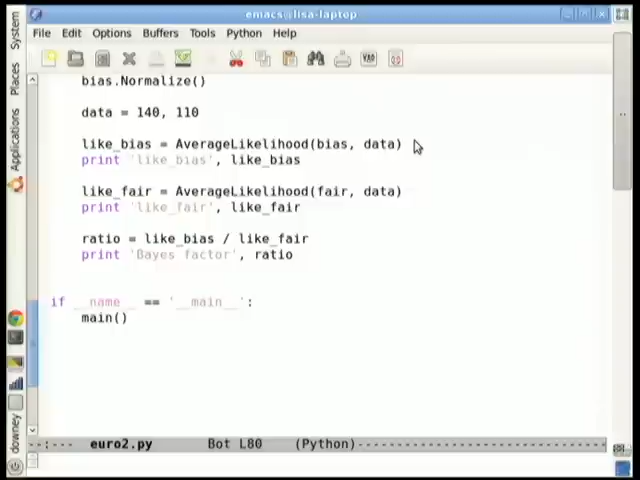 emacs@lisa-laptop
File Edit Options Buffers Tools Python Help
bias.Normalize()
data = 140, 110
like_bias = AverageLikelihood(bias, data)
print 'like_bias', like_bias
like_fair = AverageLikelihood(fair, data)
print 'like_fair', like_fair
ratio = like_bias / like_fair
print 'Bayes factor', ratio
if __name__ == '__main__':
main()
--:--- euro2.py Bot L80 (Python)
System
Places
Applications
downey